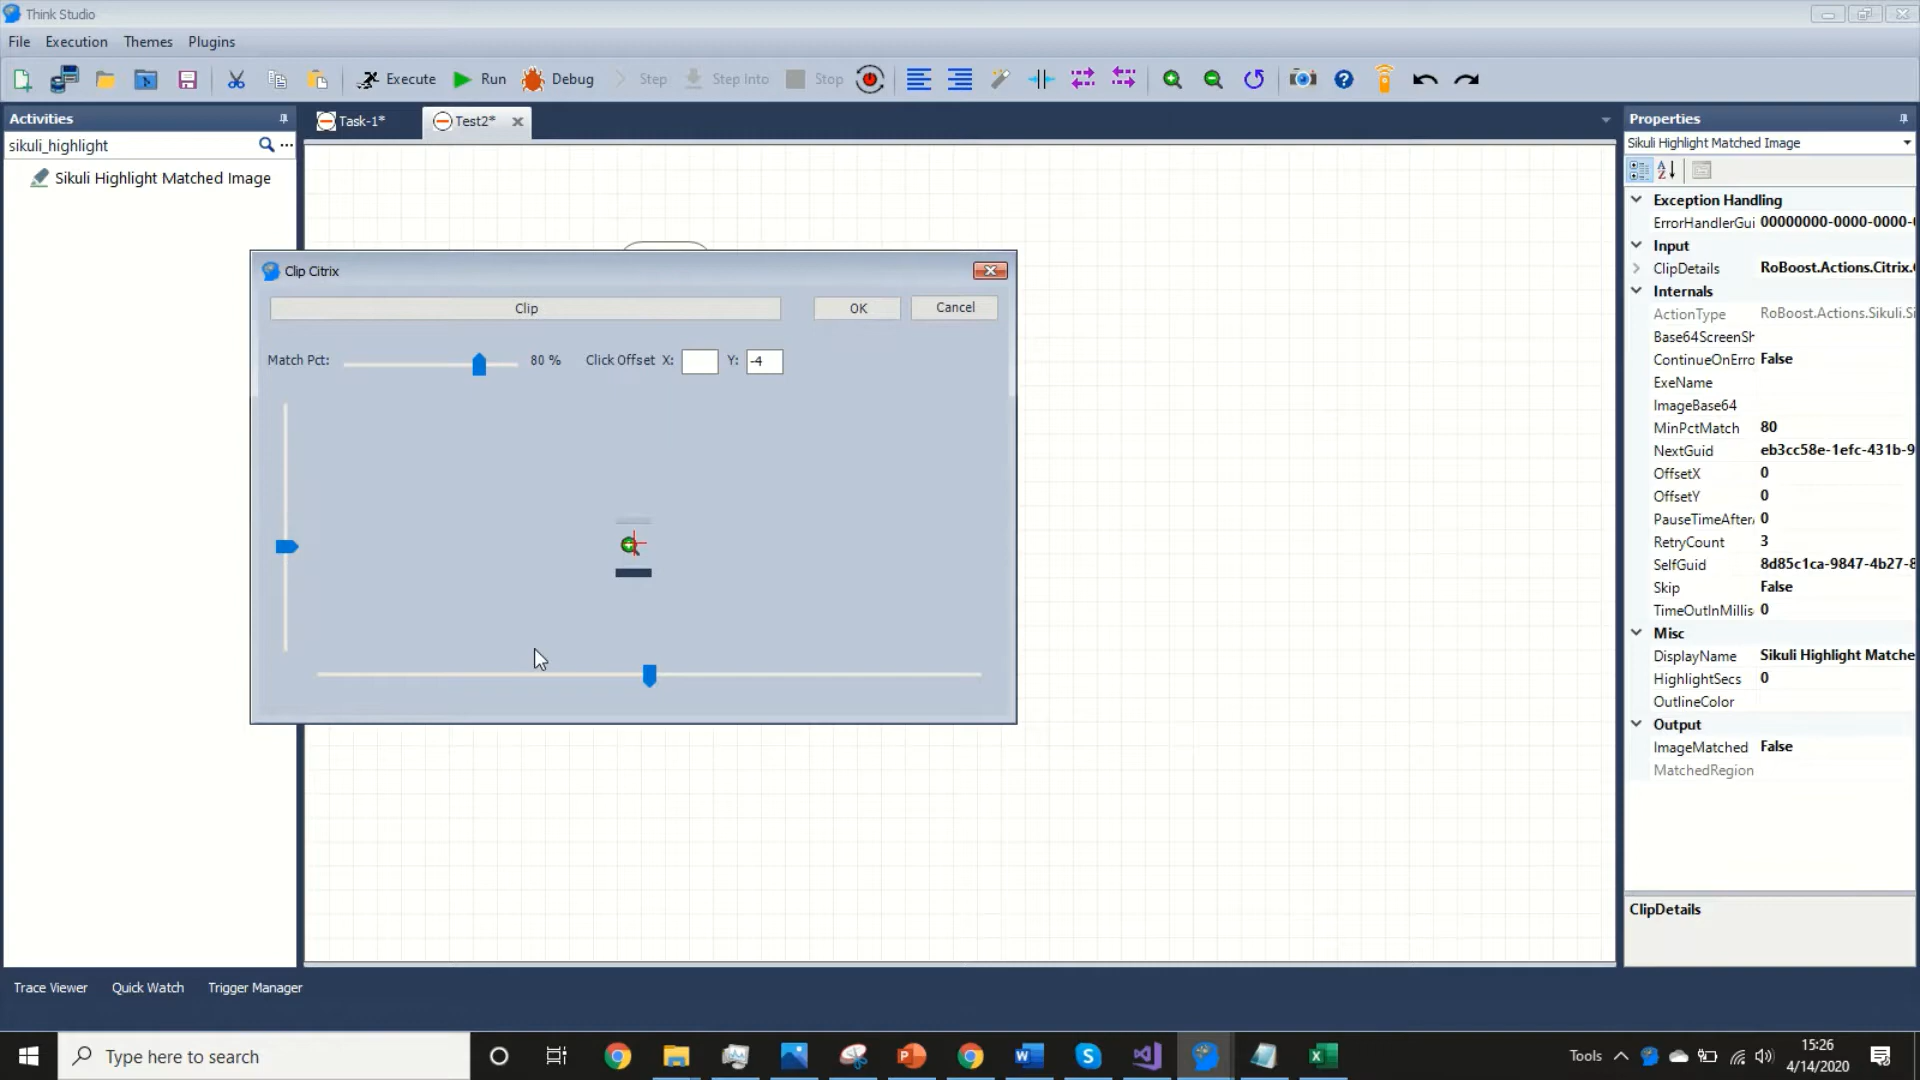 Think Studio
File Execution Themes Plugins
Execute Run Debug Step Step Into Stop
Activities
sikuli_highlight
Sikuli Highlight Matched Image
Task-1*
Test2*
Clip Citrix
Clip
OK
Cancel
Match Pct: 80 % Click Offset X: Y: -4
Properties
Sikuli Highlight Matched Image
Exception Handling
ErrorHandlerGui 00000000-0000-0000-
Input
ClipDetails RoBoost.Actions.Citrix.
Internals
ActionType RoBoost.Actions.Sikuli.Si
Base64ScreenSh
ContinueOnErro False
ExeName
ImageBase64
MinPctMatch 80
NextGuid eb3cc58e-1efc-431b-9
OffsetX 0
OffsetY 0
PauseTimeAfter 0
RetryCount 3
SelfGuid 8d85c1ca-9847-4b27-8
Skip False
TimeOutInMillis 0
Misc
DisplayName Sikuli Highlight Matche
HighlightSecs 0
OutlineColor
Output
ImageMatched False
MatchedRegion
ClipDetails
Trace Viewer Quick Watch Trigger Manager
Type here to search
Tools
15:26
4/14/2020